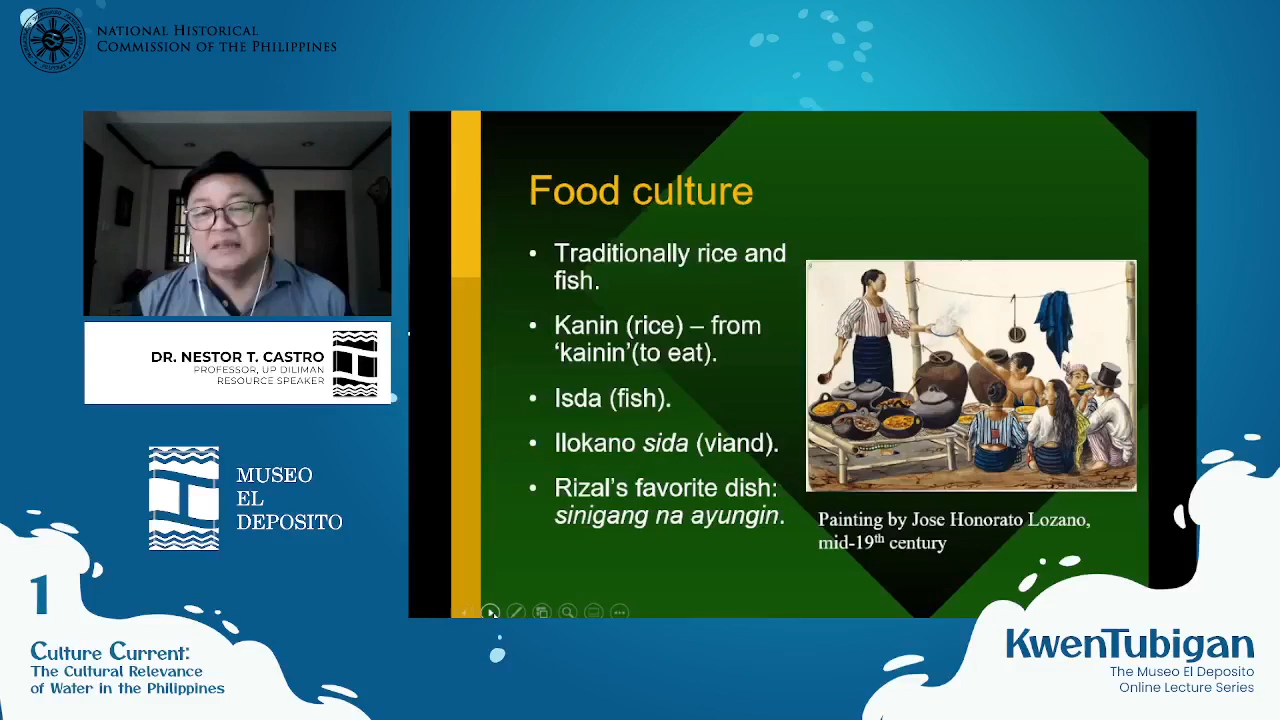 NATIONAL HISTORICAL
COMMISSION OF THE PHILIPPINES
DR. NESTOR T. CASTRO
PROFESSOR, UP DILIMAN
RESOURCE SPEAKER
MUSEO
EL
DEPOSITO
1
Culture Current:
The Cultural Relevance
of Water in the Philippines
Food culture
• Traditionally rice and
fish.
• Kanin (rice) – from
‘kainin’(to eat).
• Isda (fish).
• Ilokano sida (viand).
• Rizal’s favorite dish:
sinigang na ayungin.
Painting by Jose Honorato Lozano,
mid-19th century
KwenTubigan
The Museo El Deposito
Online Lecture Series